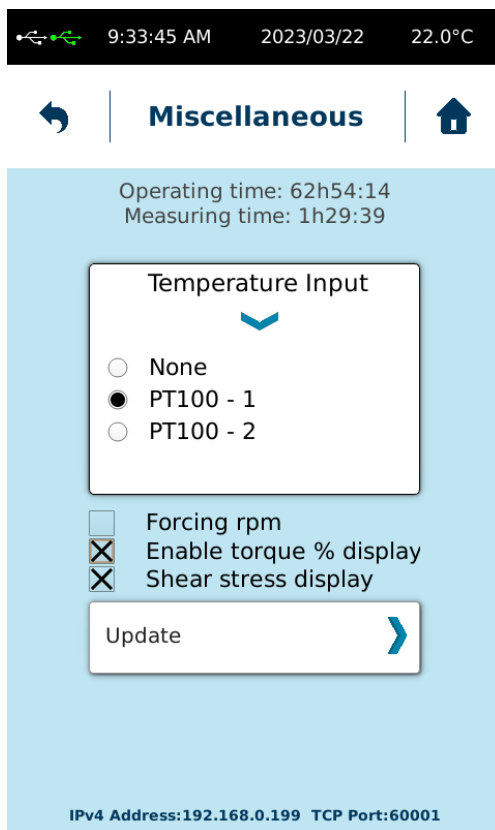 9:33:45 AM 2023/03/22 22.0°C
Miscellaneous
Operating time: 62h54:14
Measuring time: 1h29:39
Temperature Input
None
PT100 - 1
PT100 - 2
Forcing rpm
Enable torque % display
Shear stress display
Update
IPv4 Address:192.168.0.199 TCP Port:60001